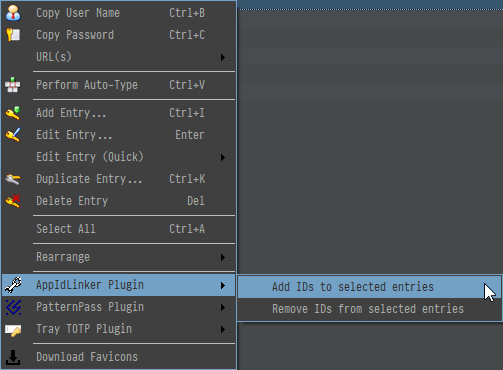 Copy User Name Ctrl+B
Copy Password Ctrl+C
URL(s)
Perform Auto-Type Ctrl+V
Add Entry... Ctrl+I
Edit Entry... Enter
Edit Entry (Quick)
Duplicate Entry... Ctrl+K
Delete Entry Del
Select All Ctrl+A
Rearrange
AppIdLinker Plugin
Add IDs to selected entries
PatternPass Plugin
Remove IDs from selected entries
Tray TOTP Plugin
Download Favicons